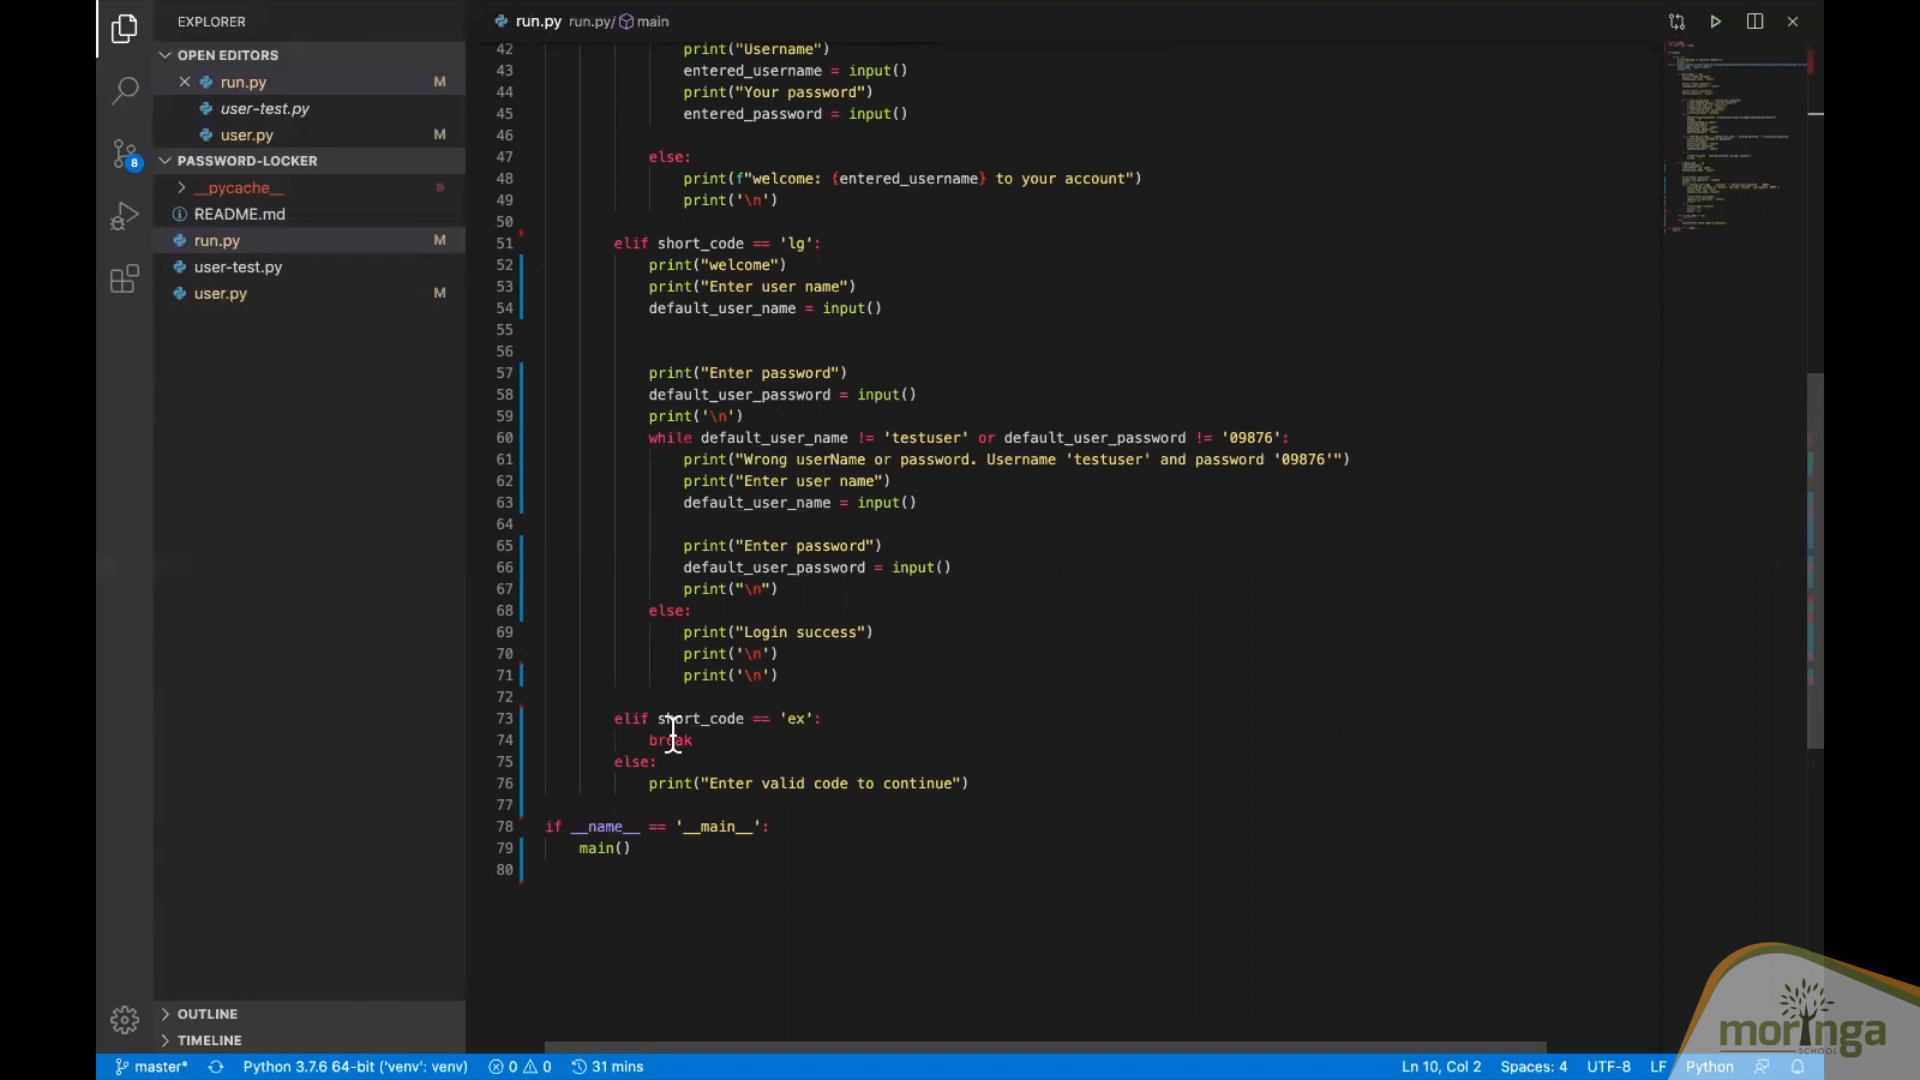 EXPLORER
OPEN EDITORS
run.py M
user-test.py
user.py M
PASSWORD-LOCKER
__pycache__
README.md
run.py M
user-test.py
user.py M
OUTLINE
TIMELINE
run.py run.py/ main
42 print("Username")
43 entered_username = input()
44 print("Your password")
45 entered_password = input()
46
47 else:
48 print(f"welcome: {entered_username} to your account")
49 print('\n')
50
51 elif short_code == 'lg':
52 print("welcome")
53 print("Enter user name")
54 default_user_name = input()
55
56
57 print("Enter password")
58 default_user_password = input()
59 print('\n')
60 while default_user_name != 'testuser' or default_user_password != '09876':
61 print("Wrong userName or password. Username 'testuser' and password '09876'")
62 print("Enter user name")
63 default_user_name = input()
64
65 print("Enter password")
66 default_user_password = input()
67 print("\n")
68 else:
69 print("Login success")
70 print('\n')
71 print('\n')
72
73 elif short_code == 'ex':
74 break
75 else:
76 print("Enter valid code to continue")
77
78 if __name__ == '__main__':
79 main()
80
8
master* Python 3.7.6 64-bit ('venv': venv) 0 0 31 mins Ln 10, Col 2 Spaces: 4 UTF-8 LF Python
moringa
SCHOOL